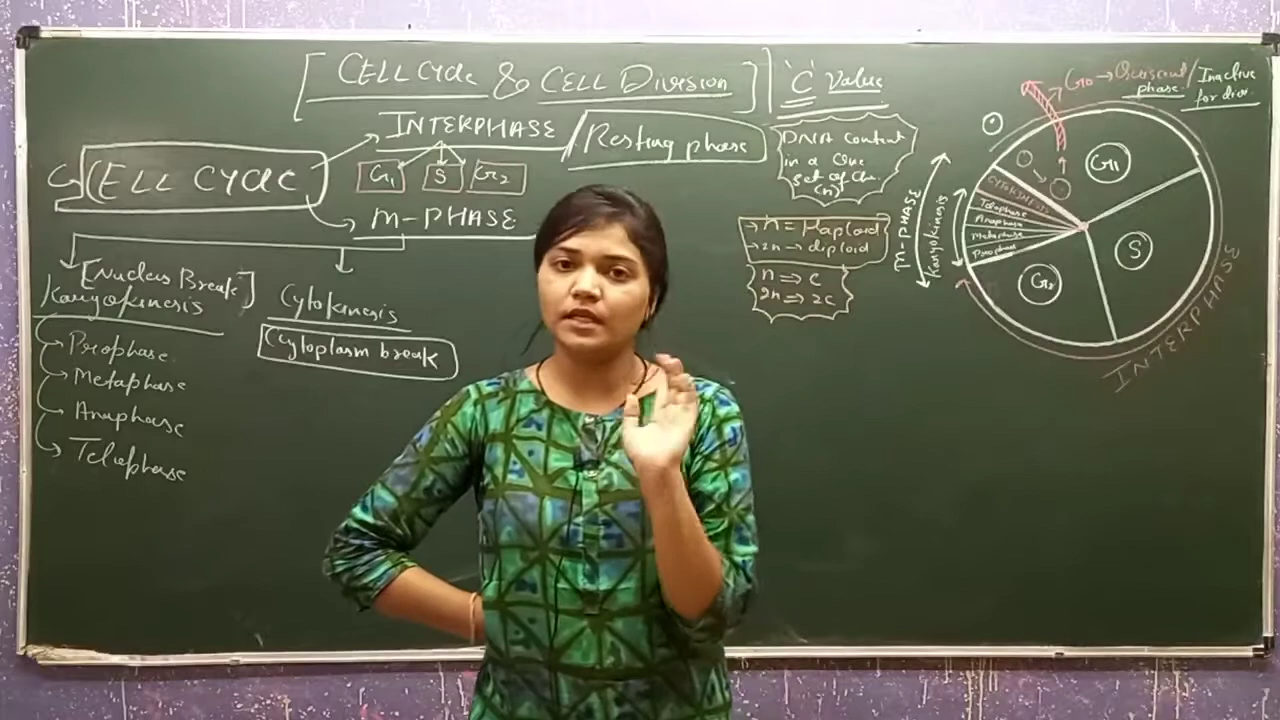 [CELL CYCLE & CELL DIVISION]
INTERPHASE / Resting phase
CELL CYCLE
G1 S G2
M-PHASE
[Nucleus Break]
Karyokinesis
Prophase
Metaphase
Anaphase
Telophase
Cytokinesis
Cytoplasm break
'C' Value
DNA Content
in a One
set of Chr.
(n)
→ n = Haploid
→ 2n → diploid
n ⇒ C
2n ⇒ 2C
G0 → Quiescent phase / Inactive
G1
S
G2
CYTOKINESIS
Telophase
Anaphase
Metaphase
Prophase
M-PHASE
Karyokinesis
INTERPHASE